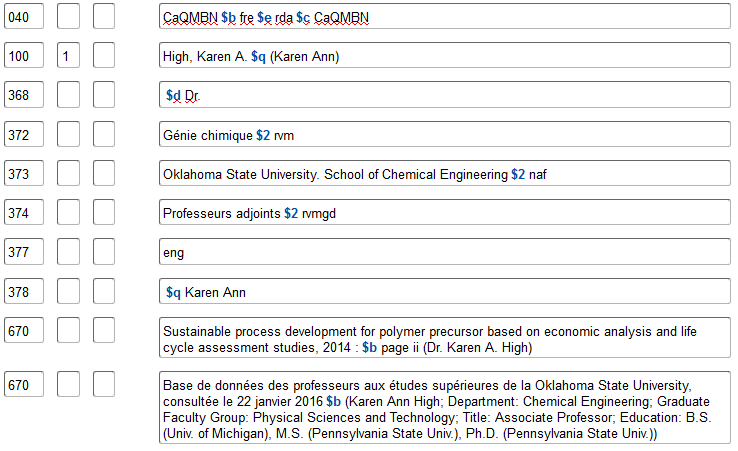 040 CaQMBN $b fre $e rda $c CaQMBN
100 1 High, Karen A. $q (Karen Ann)
368 $d Dr.
372 Génie chimique $2 rvm
373 Oklahoma State University. School of Chemical Engineering $2 naf
374 Professeurs adjoints $2 rvmgd
377 eng
378 $q Karen Ann
670 Sustainable process development for polymer precursor based on economic analysis and life
cycle assessment studies, 2014 : $b page ii (Dr. Karen A. High)
670 Base de données des professeurs aux études supérieures de la Oklahoma State University,
consultée le 22 janvier 2016 $b (Karen Ann High; Department: Chemical Engineering; Graduate
Faculty Group: Physical Sciences and Technology; Title: Associate Professor; Education: B.S.
(Univ. of Michigan), M.S. (Pennsylvania State Univ.), Ph.D. (Pennsylvania State Univ.))